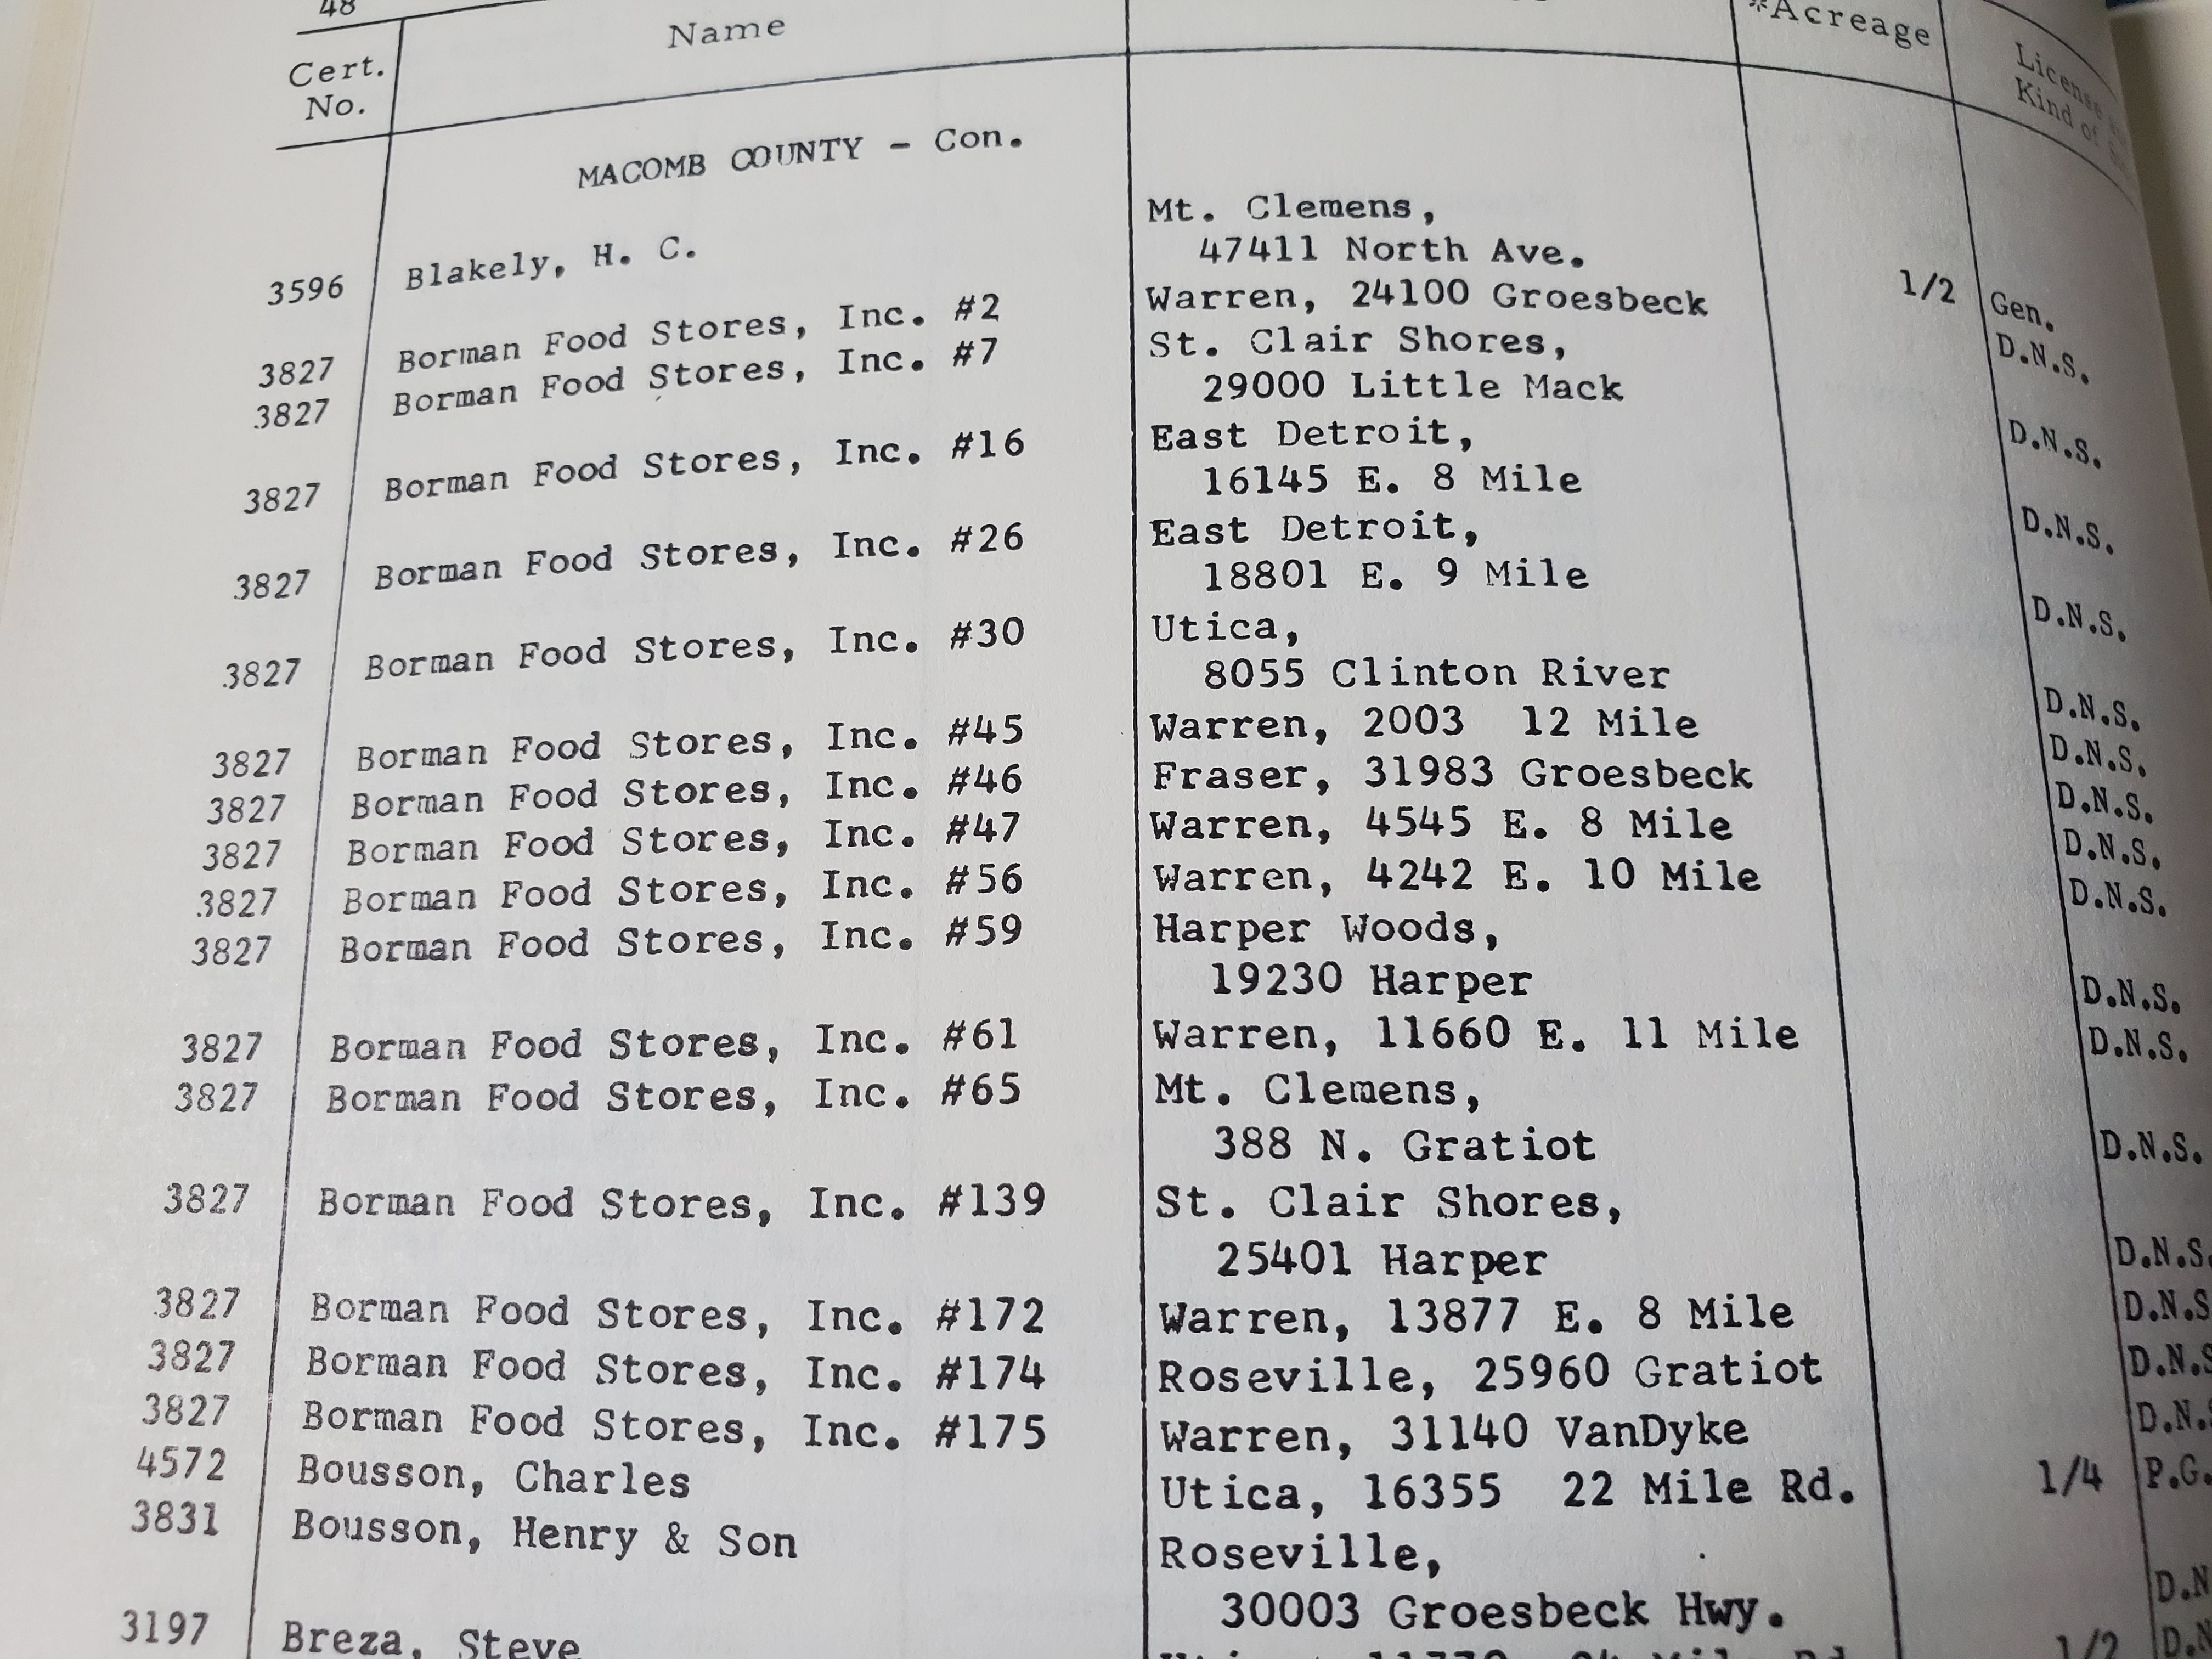 48
Cert. No. Name *Acreage License Kind of
MACOMB COUNTY - Con.
3596 Blakely, H. C. Mt. Clemens,
47411 North Ave. 1/2 Gen.
3827 Borman Food Stores, Inc. #2 Warren, 24100 Groesbeck D.N.S.
3827 Borman Food Stores, Inc. #7 St. Clair Shores,
29000 Little Mack D.N.S.
3827 Borman Food Stores, Inc. #16 East Detroit,
16145 E. 8 Mile D.N.S.
3827 Borman Food Stores, Inc. #26 East Detroit,
18801 E. 9 Mile D.N.S.
3827 Borman Food Stores, Inc. #30 Utica,
8055 Clinton River D.N.S.
3827 Borman Food Stores, Inc. #45 Warren, 2003 12 Mile D.N.S.
3827 Borman Food Stores, Inc. #46 Fraser, 31983 Groesbeck D.N.S.
3827 Borman Food Stores, Inc. #47 Warren, 4545 E. 8 Mile D.N.S.
3827 Borman Food Stores, Inc. #56 Warren, 4242 E. 10 Mile D.N.S.
3827 Borman Food Stores, Inc. #59 Harper Woods,
19230 Harper D.N.S.
3827 Borman Food Stores, Inc. #61 Warren, 11660 E. 11 Mile D.N.S.
3827 Borman Food Stores, Inc. #65 Mt. Clemens,
388 N. Gratiot D.N.S.
3827 Borman Food Stores, Inc. #139 St. Clair Shores,
25401 Harper D.N.S.
3827 Borman Food Stores, Inc. #172 Warren, 13877 E. 8 Mile D.N.S
3827 Borman Food Stores, Inc. #174 Roseville, 25960 Gratiot D.N.S
3827 Borman Food Stores, Inc. #175 Warren, 31140 VanDyke D.N.S
4572 Bousson, Charles Utica, 16355 22 Mile Rd. 1/4 P.G.
3831 Bousson, Henry & Son Roseville,
30003 Groesbeck Hwy. D.N
3197 Breza, Steve 1/2 D.N